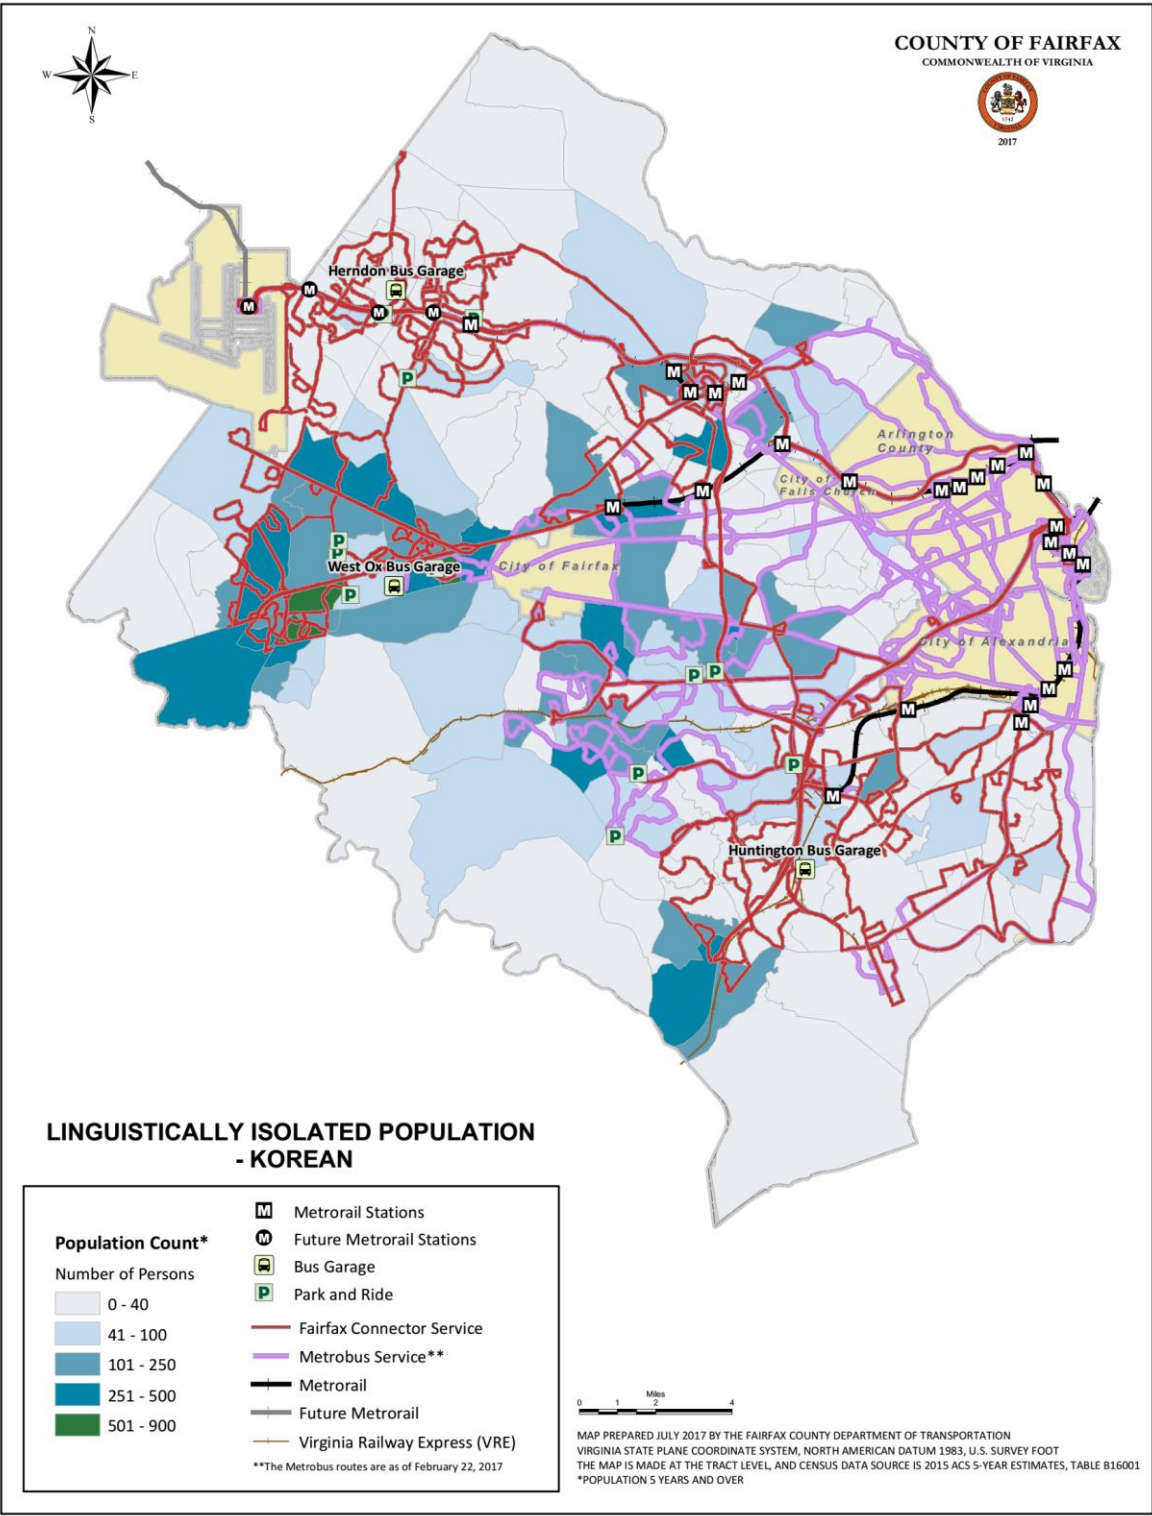 N
W
E
S
COUNTY OF FAIRFAX
COMMONWEALTH OF VIRGINIA
1742
2017
Herndon Bus Garage
Arlington
County
City of
Falls Church
West Ox Bus Garage
City of Fairfax
City of Alexandria
Huntington Bus Garage
LINGUISTICALLY ISOLATED POPULATION
- KOREAN
Population Count*
Number of Persons
0 - 40
41 - 100
101 - 250
251 - 500
501 - 900
M Metrorail Stations
M Future Metrorail Stations
Bus Garage
P Park and Ride
Fairfax Connector Service
Metrobus Service**
Metrorail
Future Metrorail
Virginia Railway Express (VRE)
**The Metrobus routes are as of February 22, 2017
Miles
0 1 2 4
MAP PREPARED JULY 2017 BY THE FAIRFAX COUNTY DEPARTMENT OF TRANSPORTATION
VIRGINIA STATE PLANE COORDINATE SYSTEM, NORTH AMERICAN DATUM 1983, U.S. SURVEY FOOT
THE MAP IS MADE AT THE TRACT LEVEL, AND CENSUS DATA SOURCE IS 2015 ACS 5-YEAR ESTIMATES, TABLE B16001
*POPULATION 5 YEARS AND OVER